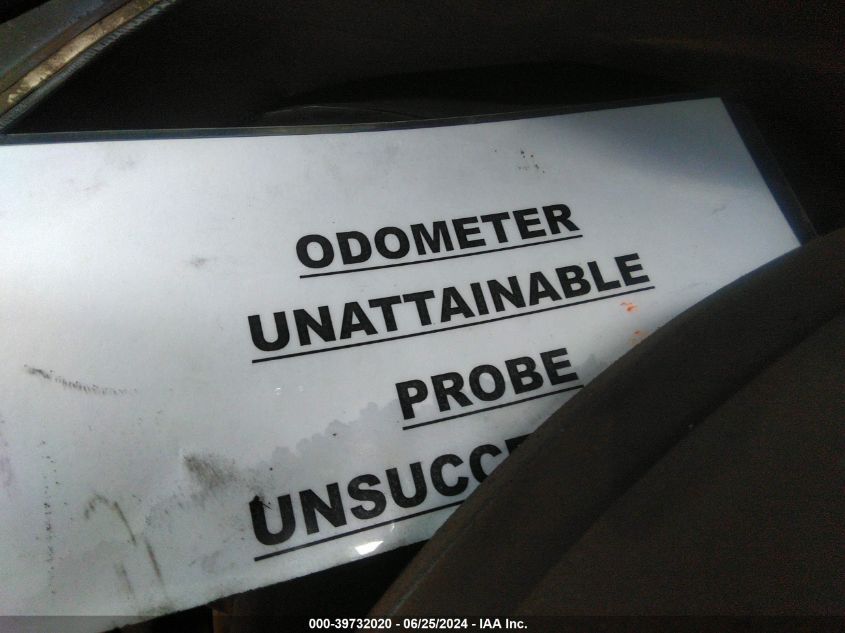 ODOMETER
UNATTAINABLE
PROBE
000-39732020 - 06/25/2024 - IAA Inc.